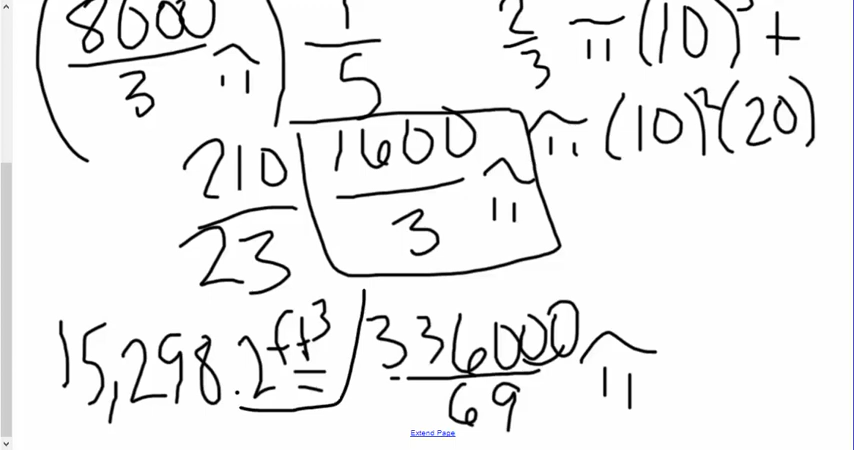 (8000/3 π) 1/5 2/3 π(10)³ +
π(10)²(20)
210/23 1600/3 π
15,298.2 ft³ 336000/69 π
Extend Page